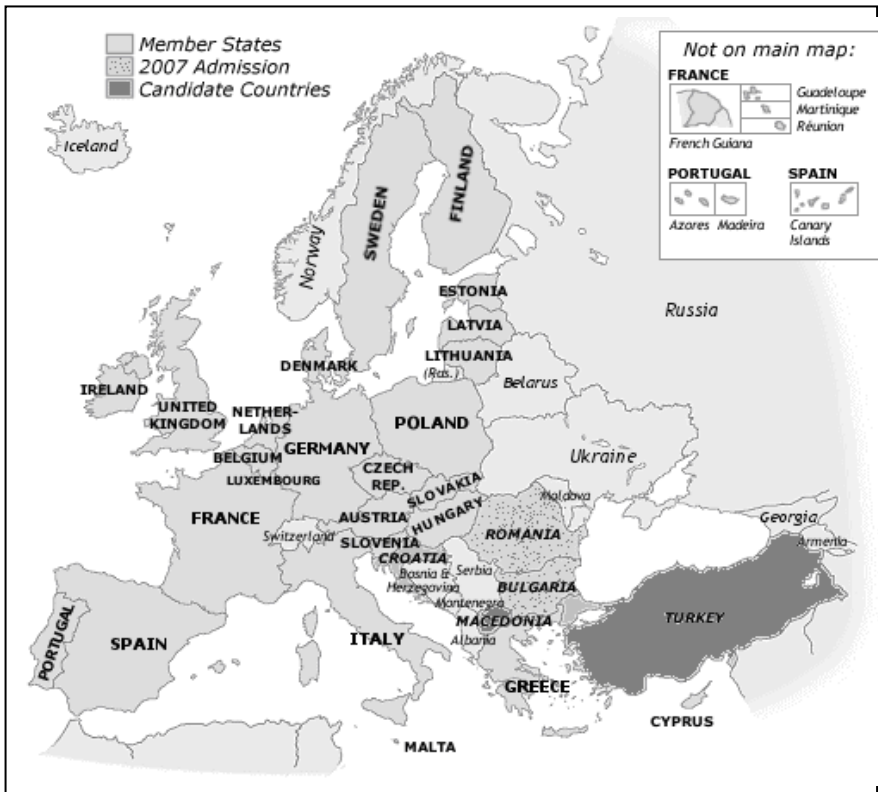 Member States
2007 Admission
Candidate Countries
Not on main map:
FRANCE
Guadeloupe
Martinique
Réunion
French Guiana
PORTUGAL
SPAIN
Azores
Madeira
Canary
Islands
Iceland
Norway
SWEDEN
FINLAND
Russia
ESTONIA
LATVIA
LITHUANIA
(Rus.)
DENMARK
Belarus
IRELAND
UNITED
KINGDOM
NETHER-
LANDS
POLAND
GERMANY
BELGIUM
LUXEMBOURG
Ukraine
CZECH
REP.
SLOVAKIA
Moldova
FRANCE
AUSTRIA
HUNGARY
Switzerland
SLOVENIA
ROMANIA
Georgia
Armenia
CROATIA
Bosnia &
Herzegovina
Serbia
BULGARIA
Montenegro
MACEDONIA
TURKEY
PORTUGAL
SPAIN
ITALY
Albania
GREECE
CYPRUS
MALTA